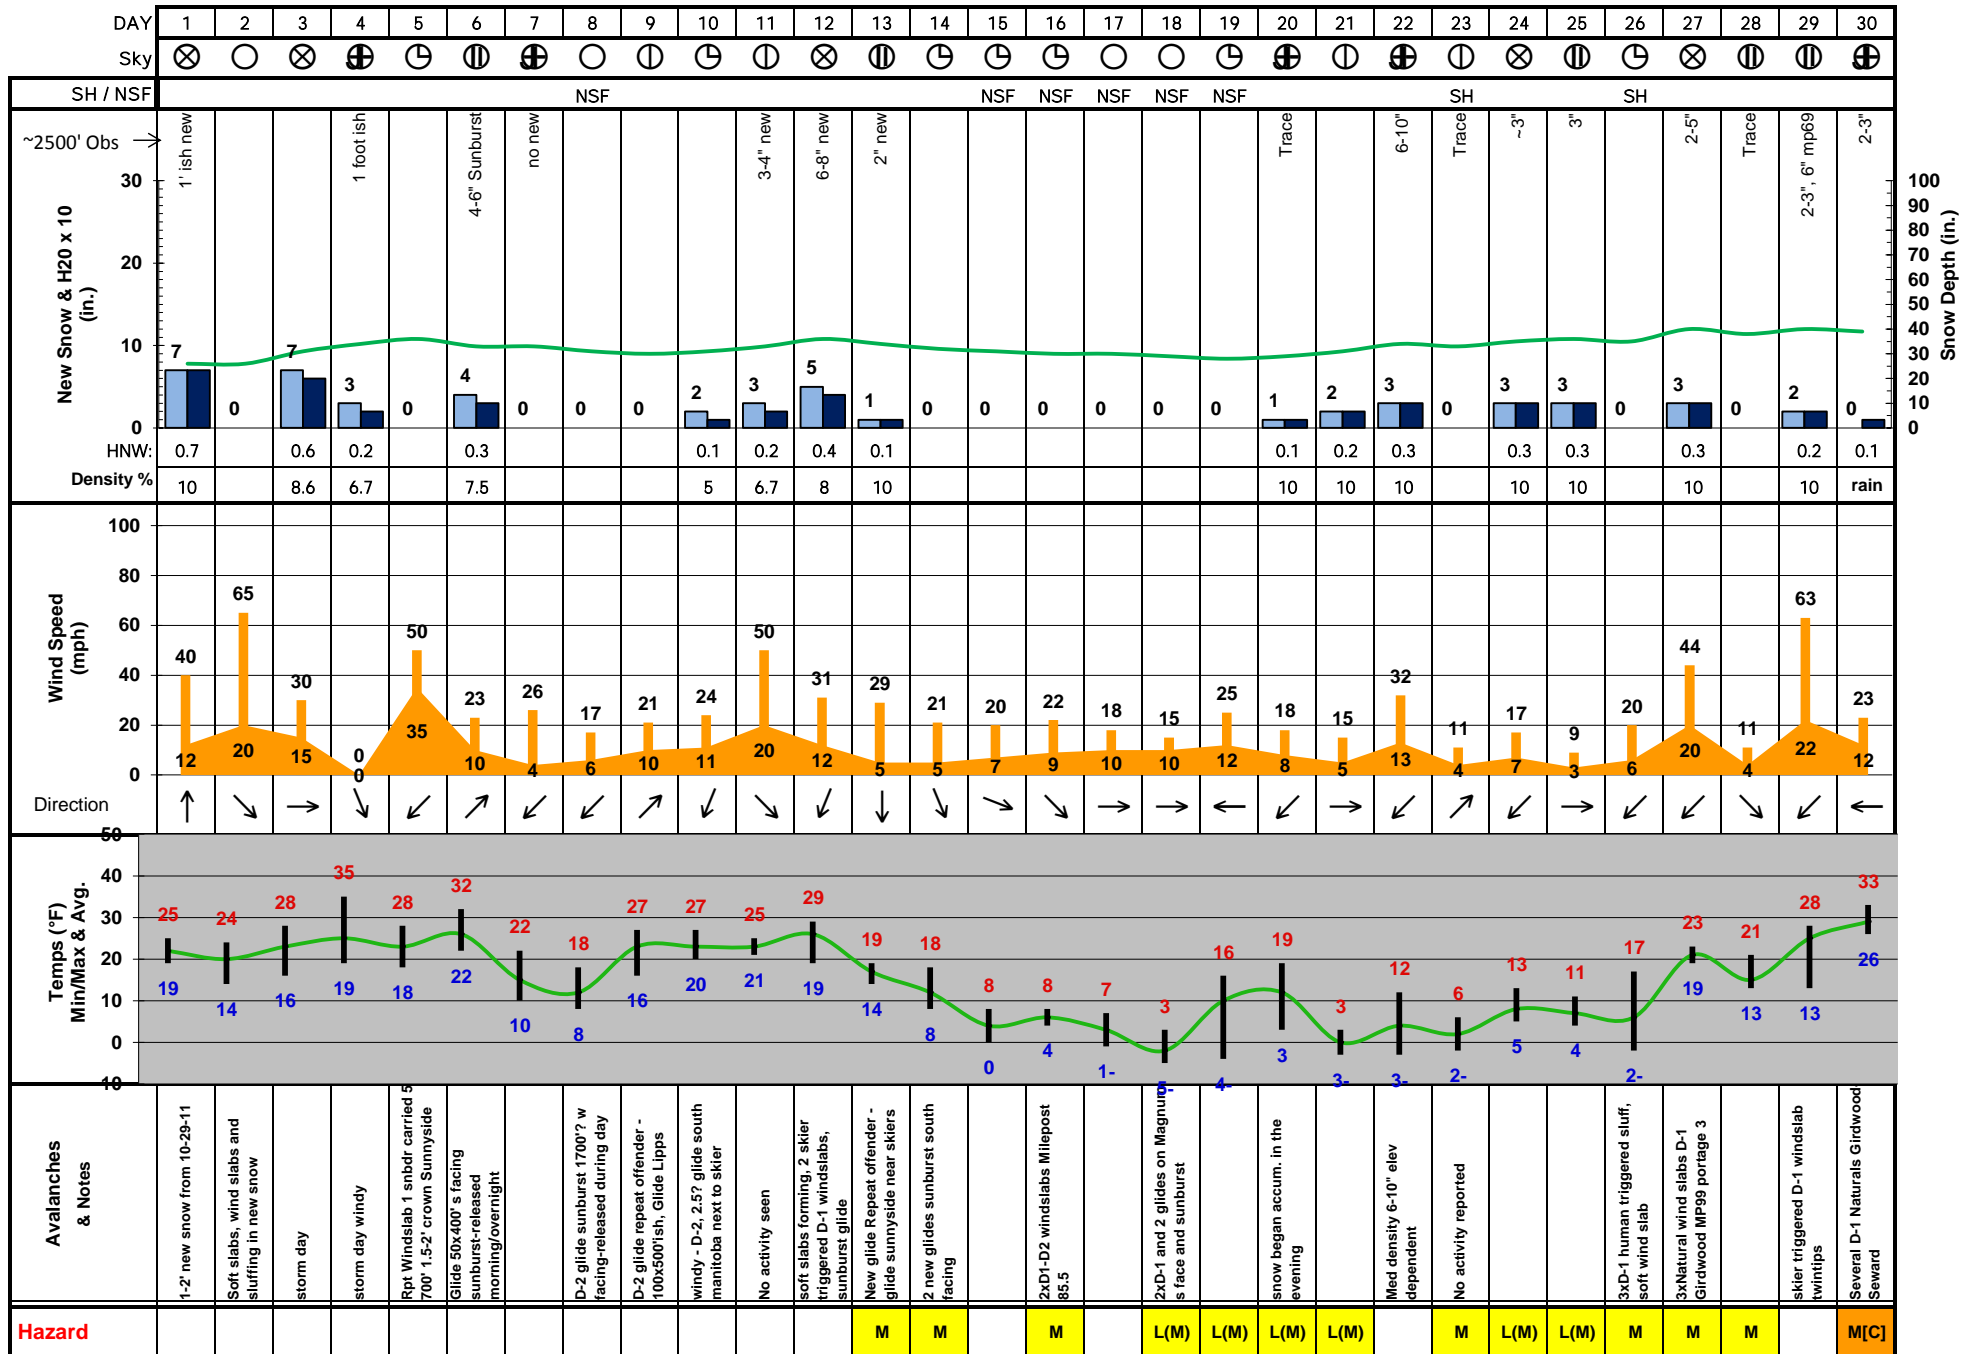 DAY 1 2 3 4 5 6 7 8 9 10 11 12 13 14 15 16 17 18 19 20 21 22 23 24 25 26 27 28 29 30
Sky
SH / NSF NSF NSF NSF NSF NSF NSF SH SH
~2500' Obs
1' ish new
1 foot ish
4-6" Sunburst
no new
3-4" new
6-8" new
2" new
Trace
6-10"
Trace
~3"
3"
2-5"
Trace
2-3", 6" mp69
2-3"
New Snow & H20 x 10
(in.)
30
20
10
0
100
90
80
70
60
50
40
30
20
10
0
Snow Depth (in.)
7 0 7 3 0 4 0 0 0 2 3 5 1 0 0 0 0 0 0 1 2 3 0 3 3 0 3 0 2 0
HNW: 0.7 0.6 0.2 0.3 0.1 0.2 0.4 0.1 0.1 0.2 0.3 0.3 0.3 0.3 0.2 0.1
Density % 10 8.6 6.7 7.5 5 6.7 8 10 10 10 10 10 10 10 10 rain
Wind Speed
(mph)
100
80
60
40
20
0
40 65 30 0 50 23 26 17 21 24 50 31 29 21 20 22 18 15 25 18 15 32 11 17 9 20 44 11 63 23
12 20 15 0 35 10 4 6 10 11 20 12 5 5 7 9 10 10 12 8 5 13 4 7 3 6 20 4 22 12
Direction
Temps (°F)
Min/Max & Avg.
50
40
30
20
10
0
10
25 24 28 35 28 32 22 18 27 27 25 29 19 18 8 8 7 3 16 19 3 12 6 13 11 17 23 21 28 33
19 14 16 19 18 22 10 8 16 20 21 19 14 8 0 4 1- 5- 4- 3 3- 3- 2- 5 4 2- 19 13 13 26
Avalanches
& Notes
1-2' new snow from 10-29-11
Soft slabs, wind slabs and
sluffing in new snow
storm day
storm day windy
Rpt Windslab 1 snbdr carried 5
700' 1.5-2' crown Sunnyside
Glide 50x400' s facing
sunburst-released
morning/overnight
D-2 glide sunburst 1700'? w
facing-released during day
D-2 glide repeat offender -
100x500'ish, Glide Lipps
windy - D-2, 2.5? glide south
manitoba next to skier
No activity seen
soft slabs forming, 2 skier
triggered D-1 windslabs,
sunburst glide
New glide Repeat offender -
glide sunnyside near skiers
2 new glides sunburst south
facing
2xD1-D2 windslabs Milepost
85.5
2xD-1 and 2 glides on Magnum
s face and sunburst
snow began accum. in the
evening
Med density 6-10" elev
dependent
No activity reported
3xD-1 human triggered sluff,
soft wind slab
3xNatural wind slabs D-1
Girdwood MP99 portage 3
skier triggered D-1 windslab
twintips
Several D-1 Naturals Girdwood-
Seward
Hazard M M M L(M) L(M) L(M) L(M) M L(M) L(M) M M M M[C]